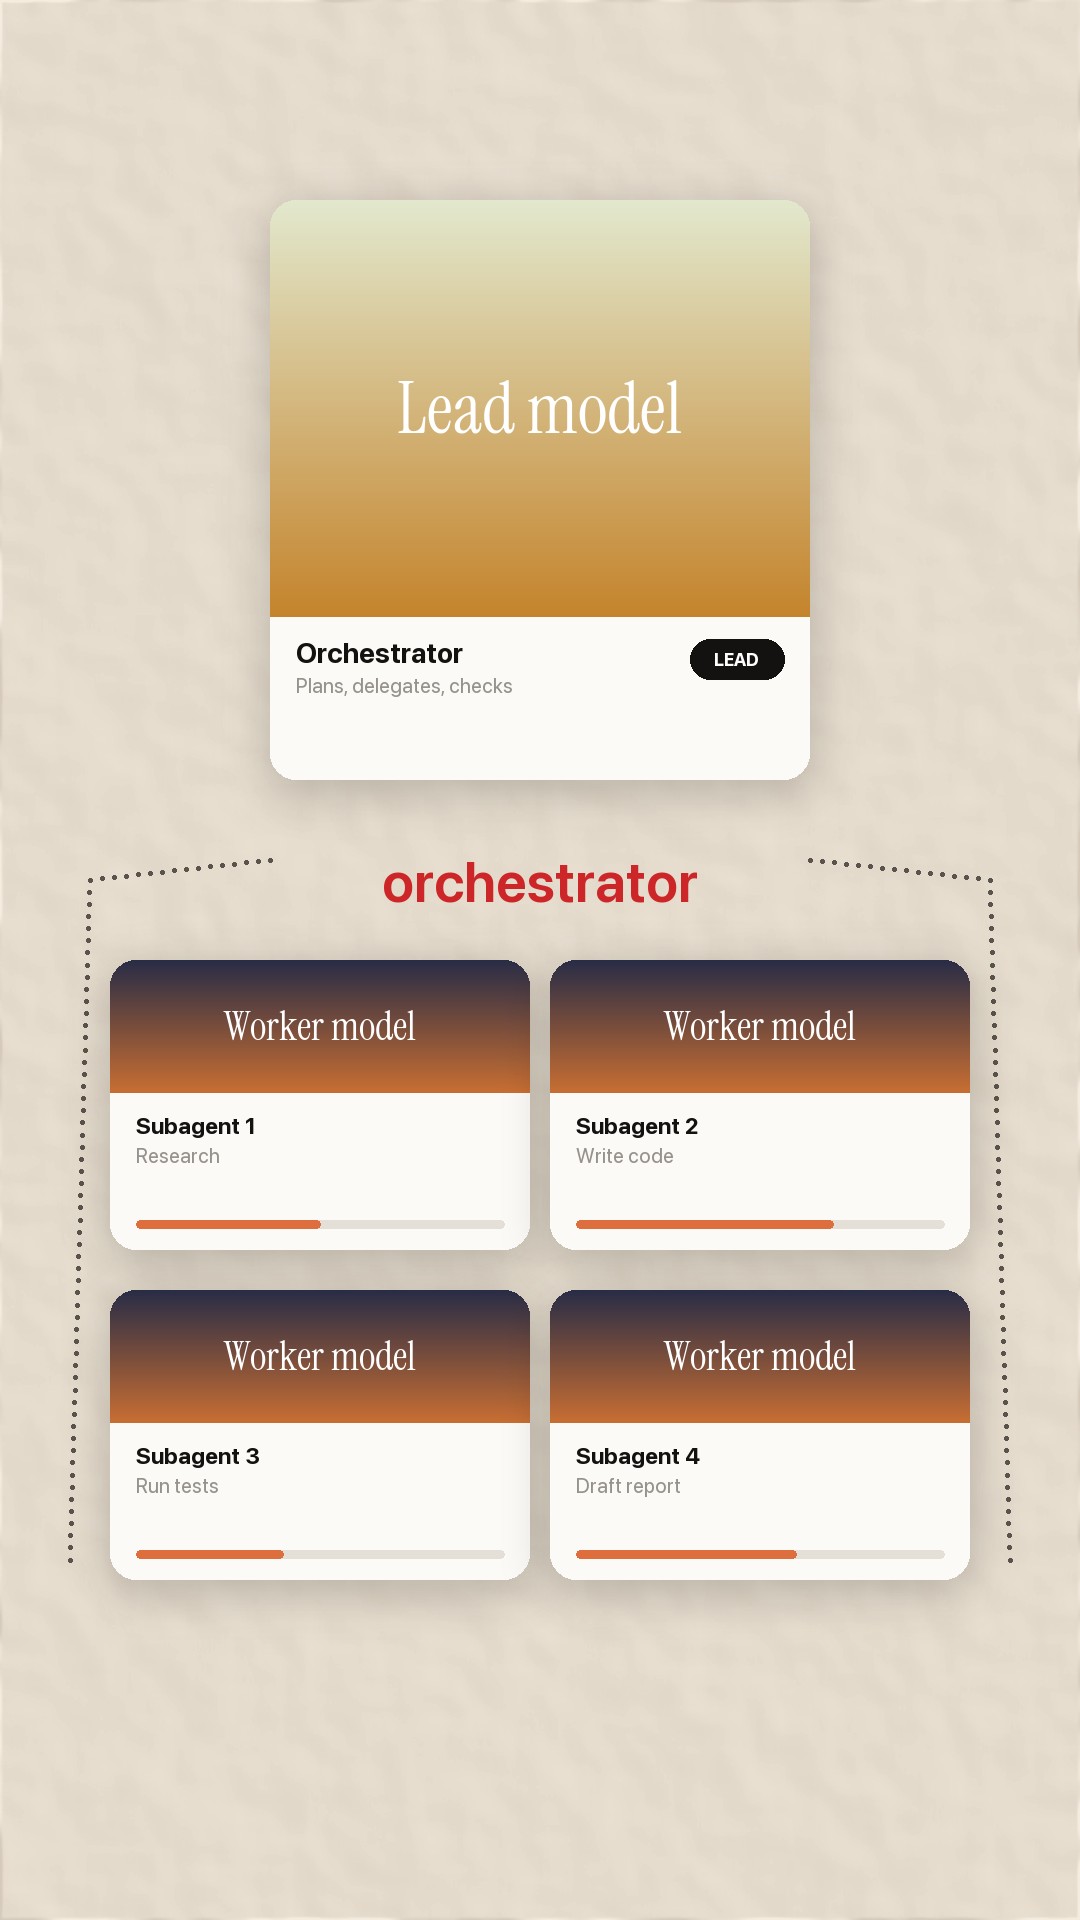 Lead model
Orchestrator
LEAD
Plans, delegates, checks
orchestrator
Worker model
Subagent 1
Research
Worker model
Subagent 2
Write code
Worker model
Subagent 3
Run tests
Worker model
Subagent 4
Draft report